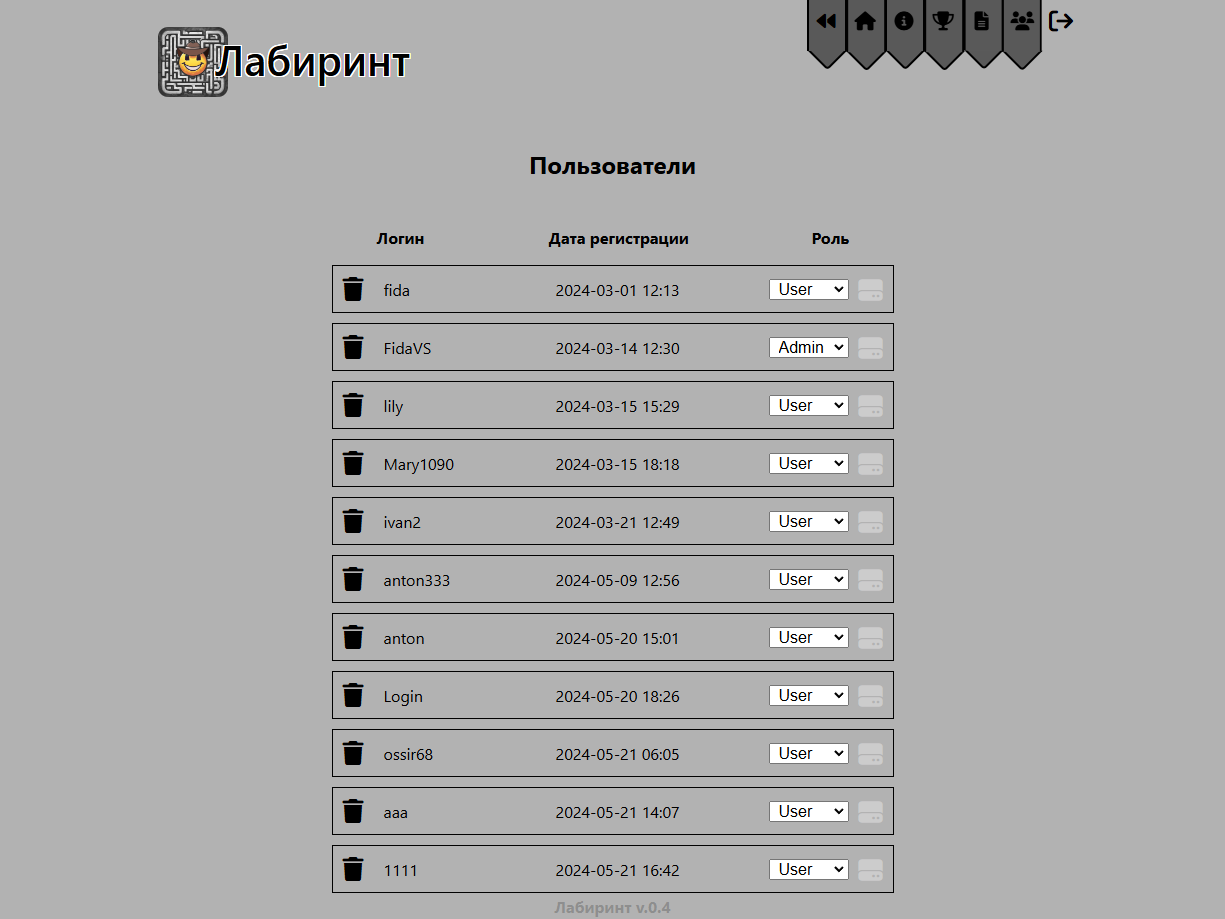 Лабиринт
Пользователи
Логин Дата регистрации Роль
fida 2024-03-01 12:13 User
FidaVS 2024-03-14 12:30 Admin
lily 2024-03-15 15:29 User
Mary1090 2024-03-15 18:18 User
ivan2 2024-03-21 12:49 User
anton333 2024-05-09 12:56 User
anton 2024-05-20 15:01 User
Login 2024-05-20 18:26 User
ossir68 2024-05-21 06:05 User
aaa 2024-05-21 14:07 User
1111 2024-05-21 16:42 User
Лабиринт v.0.4